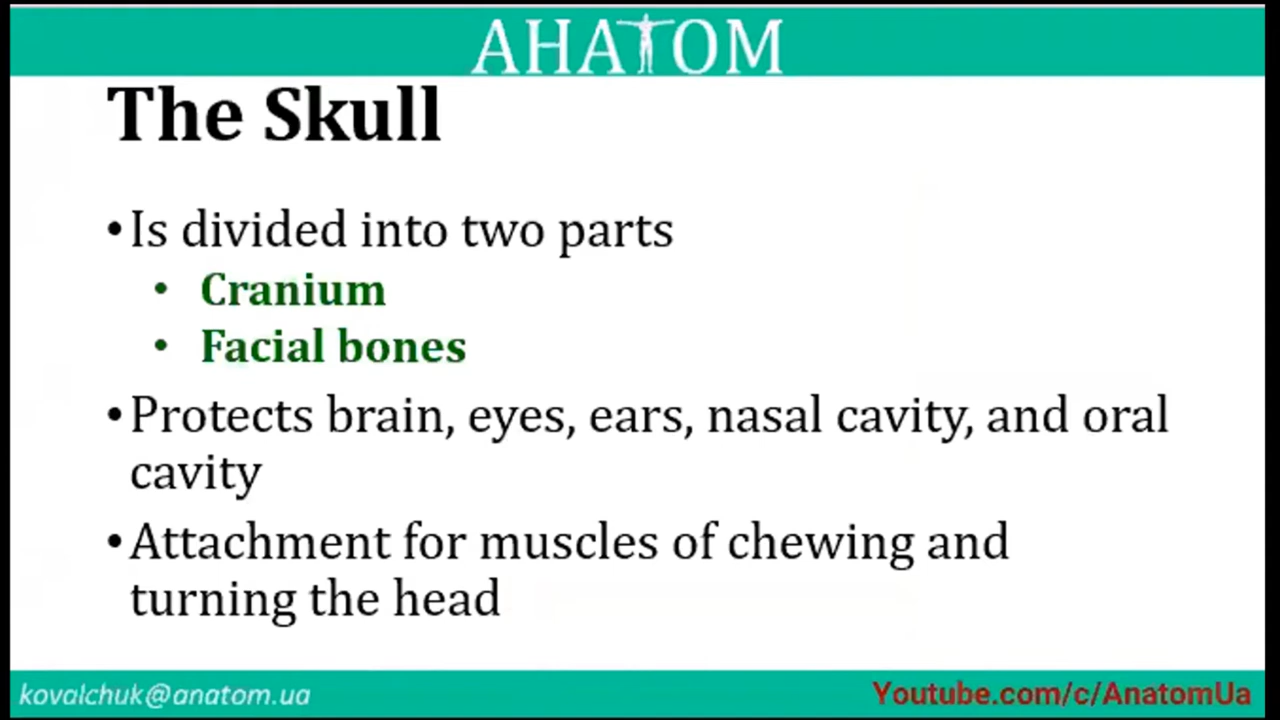 АНАТОМ
The Skull
•Is divided into two parts
• Cranium
• Facial bones
•Protects brain, eyes, ears, nasal cavity, and oral
cavity
•Attachment for muscles of chewing and
turning the head
kovalchuk@anatom.ua
Youtube.com/c/AnatomUa